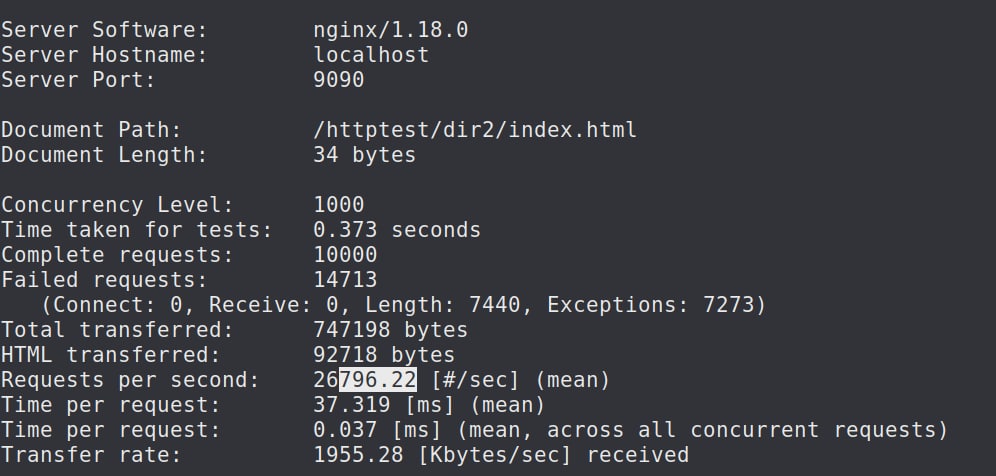 Server Software: nginx/1.18.0
Server Hostname: localhost
Server Port: 9090
Document Path: /httptest/dir2/index.html
Document Length: 34 bytes
Concurrency Level: 1000
Time taken for tests: 0.373 seconds
Complete requests: 10000
Failed requests: 14713
(Connect: 0, Receive: 0, Length: 7440, Exceptions: 7273)
Total transferred: 747198 bytes
HTML transferred: 92718 bytes
Requests per second: 26796.22 [#/sec] (mean)
Time per request: 37.319 [ms] (mean)
Time per request: 0.037 [ms] (mean, across all concurrent requests)
Transfer rate: 1955.28 [Kbytes/sec] received